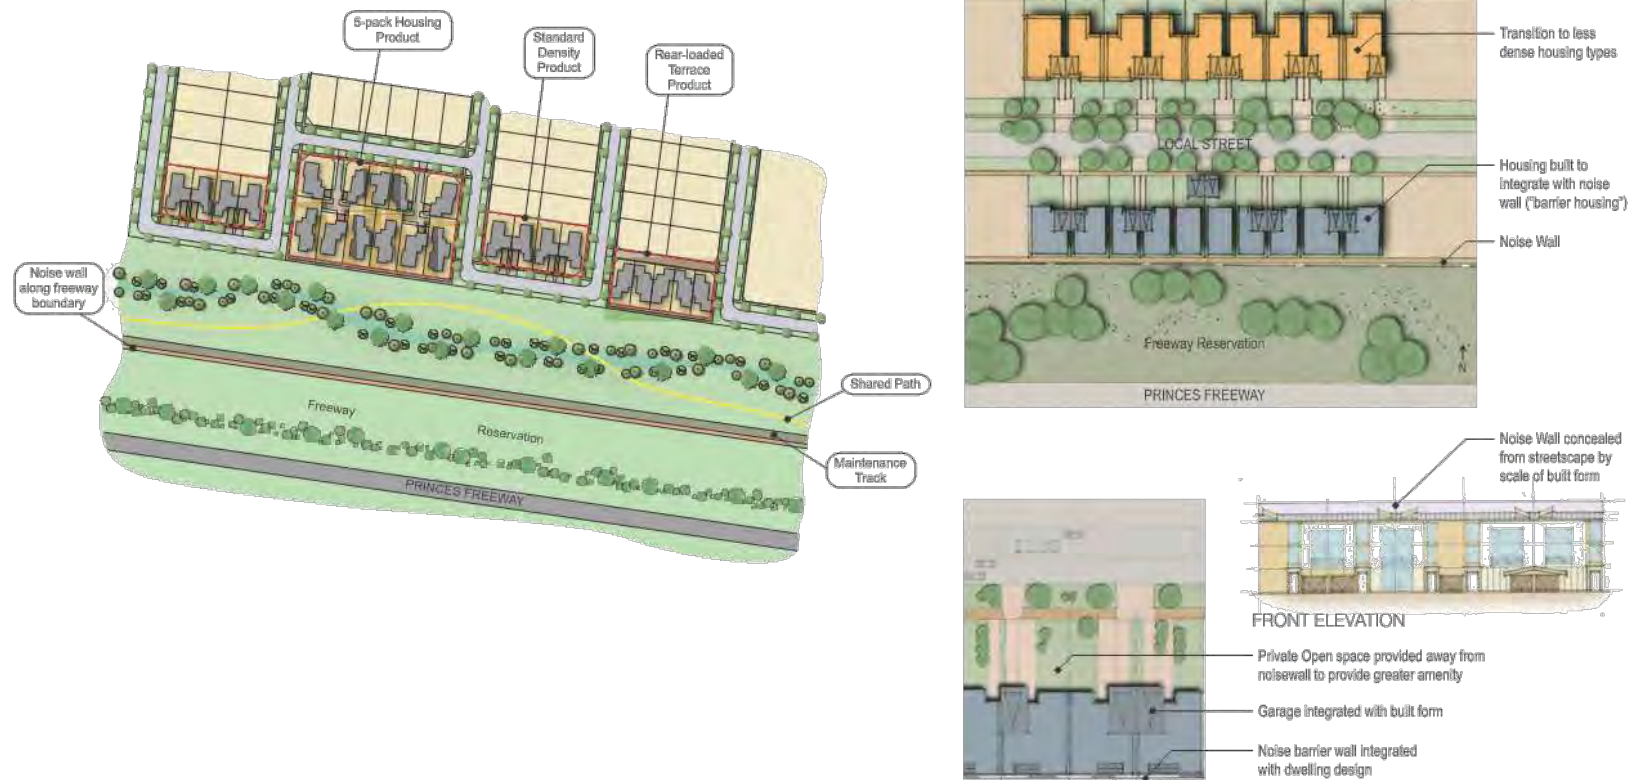 5-pack Housing
Product
Standard
Density
Product
Rear-loaded
Terrace
Product
Noise wall
along freeway
boundary
Shared Path
Freeway
Reservation
Maintenance
Track
PRINCES FREEWAY
Transition to less
dense housing types
LOCAL STREET
Housing built to
integrate with noise
wall ("barrier housing")
Noise Wall
Freeway Reservation
N
PRINCES FREEWAY
Noise Wall concealed
from streetscape by
scale of built form
FRONT ELEVATION
Private Open space provided away from
noisewall to provide greater amenity
Garage integrated with built form
Noise barrier wall integrated
with dwelling design